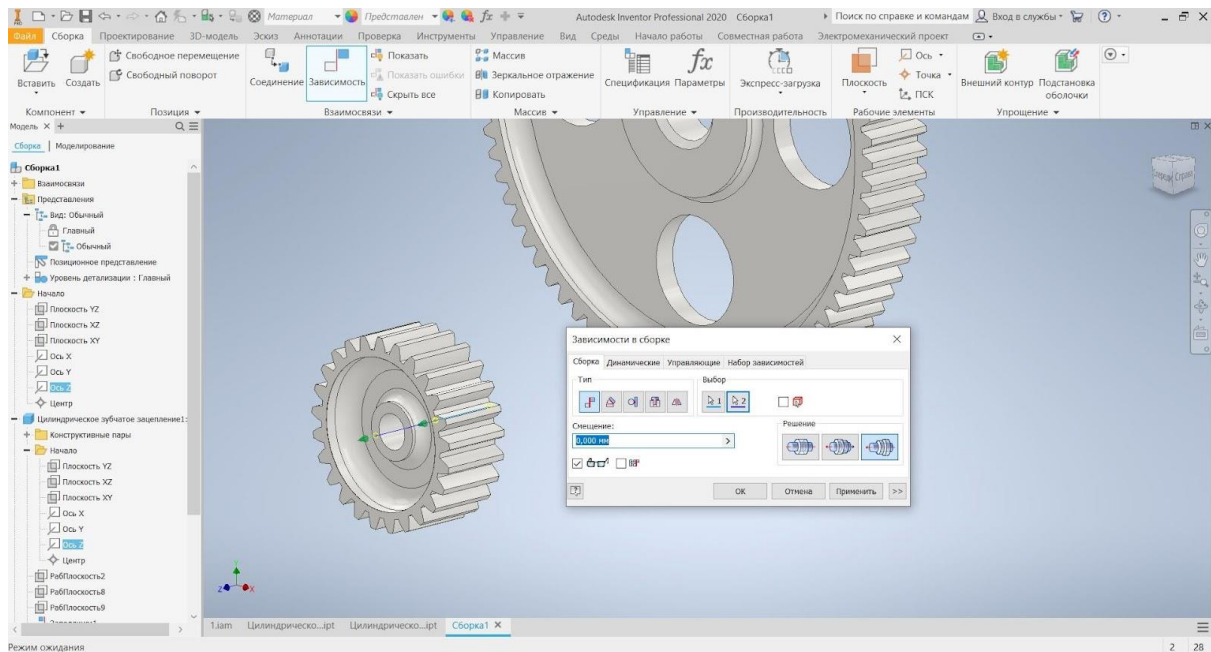 PRO
Материал
Представлен
fx
Autodesk Inventor Professional 2020 Сборка1
Поиск по справке и командам
Вход в службы
Файл Сборка Проектирование 3D-модель Эскиз Аннотации Проверка Инструменты Управление Вид Среды Начало работы Совместная работа Электромеханический проект
Вставить
Создать
Свободное перемещение
Свободный поворот
Соединение
Зависимость
Показать
Показать ошибки
Скрыть все
Массив
Зеркальное отражение
Копировать
Спецификация
fx
Параметры
Экспресс-загрузка
Плоскость
Ось
Точка
ПСК
Внешний контур
Подстановка оболочки
Компонент Позиция Взаимосвязи Массив Управление Производительность Рабочие элементы Упрощение
Модель X +
Сборка Моделирование
Сборка1
Взаимосвязи
Представления
Вид: Обычный
Главный
Обычный
Позиционное представление
Уровень детализации : Главный
Начало
Плоскость YZ
Плоскость XZ
Плоскость XY
Ось X
Ось Y
Ось Z
Центр
Цилиндрическое зубчатое зацепление1:
Конструктивные пары
Начало
Плоскость YZ
Плоскость XZ
Плоскость XY
Ось X
Ось Y
Ось Z
Центр
РабПлоскость2
РабПлоскость8
РабПлоскость9
Зависимости в сборке
Сборка Динамические Управляющие Набор зависимостей
Тип
Выбор
1 2
Смещение:
0,000 мм
Решение
ОК Отмена Применить >>
Y
Z X
1.iam Цилиндрическо...ipt Цилиндрическо...ipt Сборка1 X
Режим ожидания
2 28